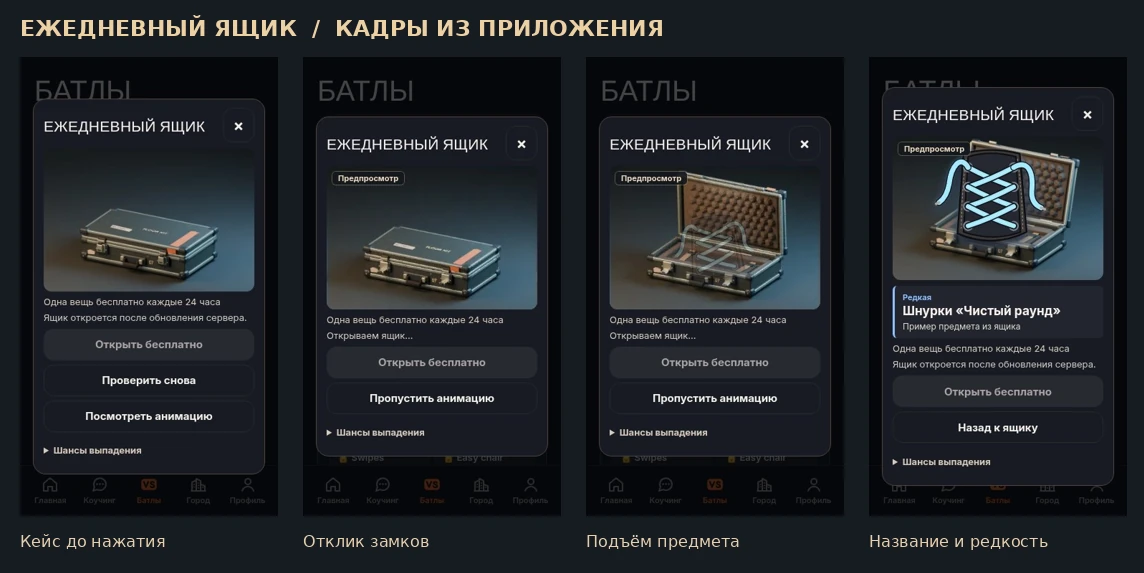 ЕЖЕДНЕВНЫЙ ЯЩИК / КАДРЫ ИЗ ПРИЛОЖЕНИЯ
БАТЛЫ
ЕЖЕДНЕВНЫЙ ЯЩИК
×
Одна вещь бесплатно каждые 24 часа
Ящик откроется после обновления сервера.
Открыть бесплатно
Проверить снова
Посмотреть анимацию
▶ Шансы выпадения
Главная Коучинг Батлы Город Профиль
VS
Кейс до нажатия
БАТЛЫ
ЕЖЕДНЕВНЫЙ ЯЩИК
×
Предпросмотр
Одна вещь бесплатно каждые 24 часа
Открываем ящик...
Открыть бесплатно
Пропустить анимацию
▶ Шансы выпадения
Swipes Easy chair
VS
Главная Коучинг Батлы Город Профиль
Отклик замков
БАТЛЫ
ЕЖЕДНЕВНЫЙ ЯЩИК
×
Предпросмотр
Одна вещь бесплатно каждые 24 часа
Открываем ящик...
Открыть бесплатно
Пропустить анимацию
▶ Шансы выпадения
Swipes Easy chair
VS
Главная Коучинг Батлы Город Профиль
Подъём предмета
БАТЛЫ
ЕЖЕДНЕВНЫЙ ЯЩИК
×
Предпросмотр
Редкая
Шнурки «Чистый раунд»
Пример предмета из ящика
Одна вещь бесплатно каждые 24 часа
Ящик откроется после обновления сервера.
Открыть бесплатно
Назад к ящику
▶ Шансы выпадения
Главная Коучинг Батлы Город Профиль
Название и редкость